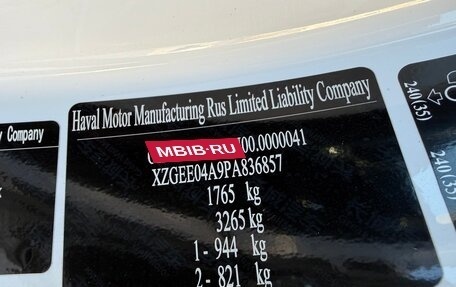 Haval Motor Manufacturing Rus Limited Liability Company
00.0000041
MBIB.RU
XZGEE04A9PA836857
1765 kg
3265 kg
1 - 944 kg
2 - 821 kg
y Company
240(35)
240(35)